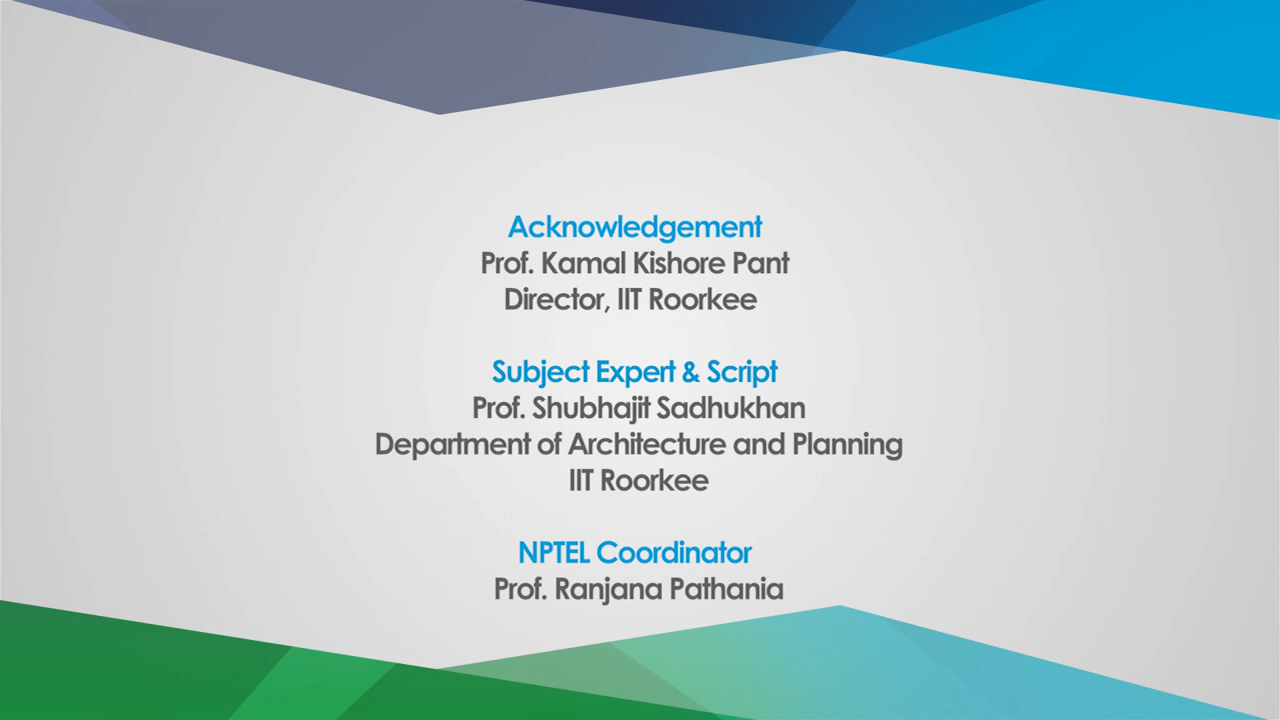 Acknowledgement
Prof. Kamal Kishore Pant
Director, IIT Roorkee
Subject Expert & Script
Prof. Shubhajit Sadhukhan
Department of Architecture and Planning
IIT Roorkee
NPTEL Coordinator
Prof. Ranjana Pathania